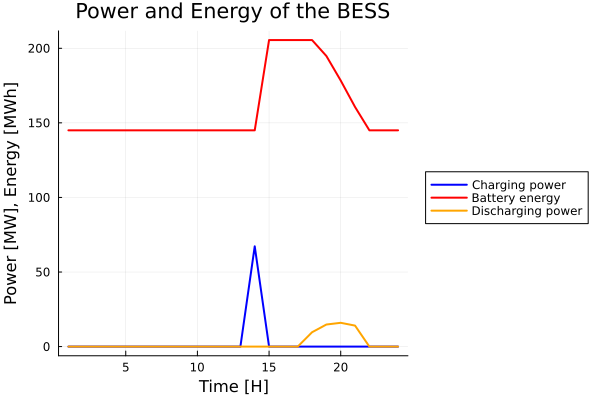 Power and Energy of the BESS
Power [MW], Energy [MWh]
200
150
100
50
0
5 10 15 20
Time [H]
Charging power
Battery energy
Discharging power